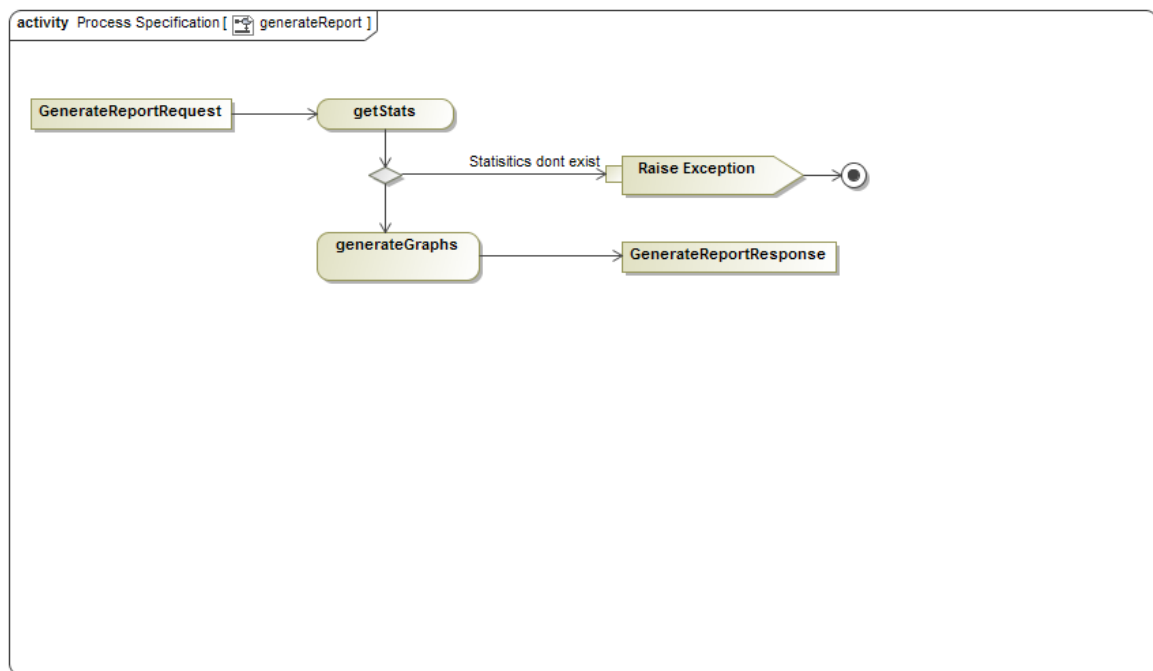 activity Process Specification [ generateReport ]
GenerateReportRequest
getStats
Statisitics dont exist
Raise Exception
generateGraphs
GenerateReportResponse